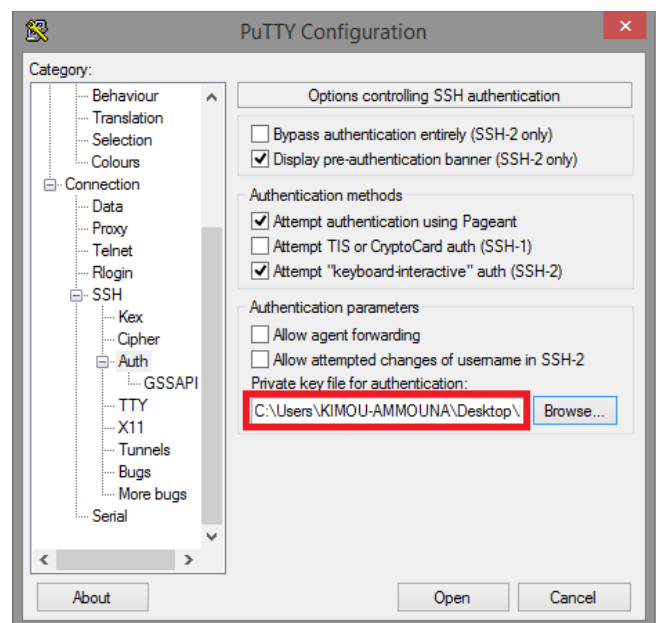 PuTTY Configuration
Category:
Behaviour
Translation
Selection
Colours
Connection
Data
Proxy
Telnet
Rlogin
SSH
Kex
Cipher
Auth
GSSAPI
TTY
X11
Tunnels
Bugs
More bugs
Serial
Options controlling SSH authentication
Bypass authentication entirely (SSH-2 only)
Display pre-authentication banner (SSH-2 only)
Authentication methods
Attempt authentication using Pageant
Attempt TIS or CryptoCard auth (SSH-1)
Attempt "keyboard-interactive" auth (SSH-2)
Authentication parameters
Allow agent forwarding
Allow attempted changes of username in SSH-2
Private key file for authentication:
C:\Users\KIMOU-AMMOUNA\Desktop\ Browse...
About Open Cancel